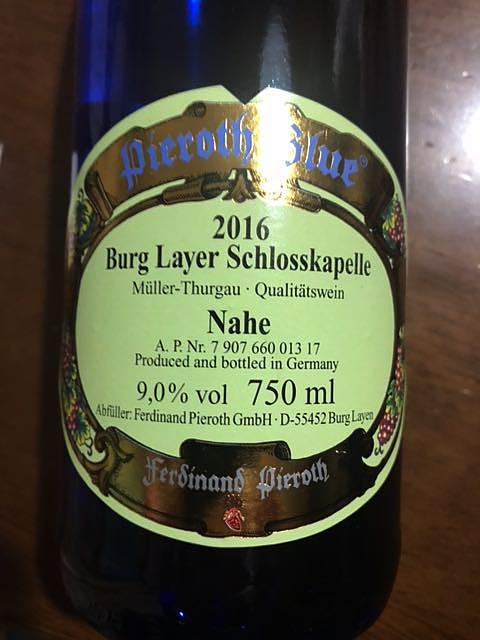 Pieroth Blue®
2016
Burg Layer Schlosskapelle
Müller-Thurgau · Qualitätswein
Nahe
A. P. Nr. 7 907 660 013 17
Produced and bottled in Germany
9,0% vol 750 ml
Abfüller: Ferdinand Pieroth GmbH · D-55452 Burg Layen
Ferdinand Pieroth